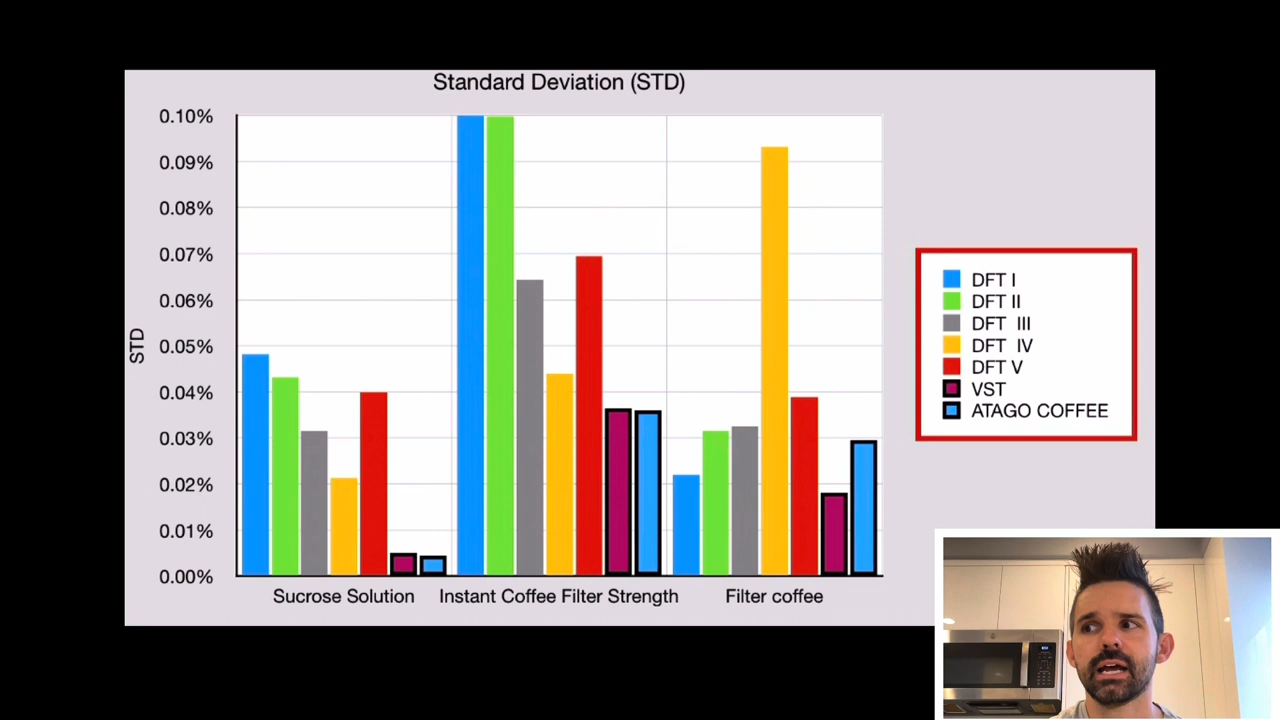 Standard Deviation (STD)
0.10%
0.09%
0.08%
0.07%
0.06%
0.05%
0.04%
0.03%
0.02%
0.01%
0.00%
STD
Sucrose Solution
Instant Coffee Filter Strength
Filter coffee
DFT I
DFT II
DFT III
DFT IV
DFT V
VST
ATAGO COFFEE